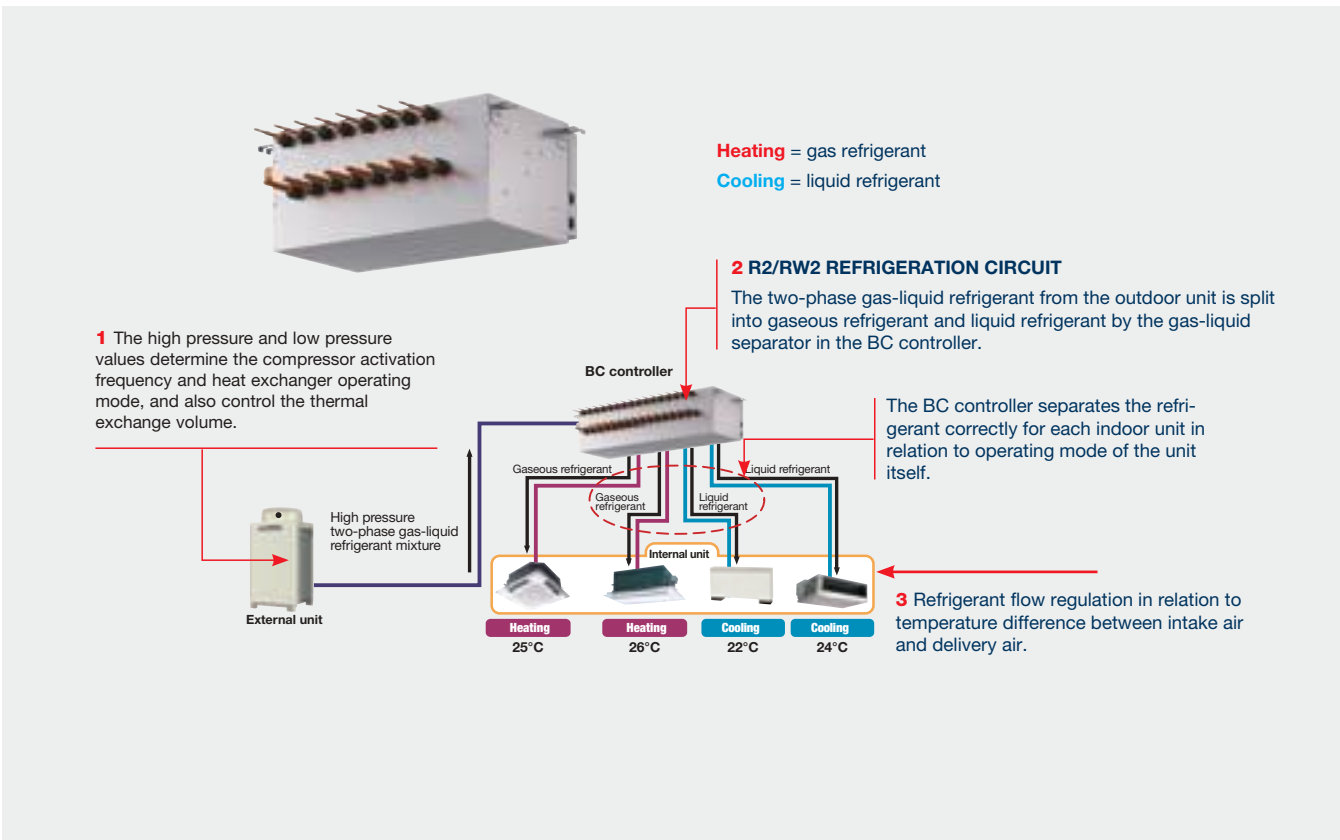 Heating = gas refrigerant
Cooling = liquid refrigerant
2 R2/RW2 REFRIGERATION CIRCUIT
The two-phase gas-liquid refrigerant from the outdoor unit is split
into gaseous refrigerant and liquid refrigerant by the gas-liquid
separator in the BC controller.
1 The high pressure and low pressure
values determine the compressor activation
frequency and heat exchanger operating
mode, and also control the thermal
exchange volume.
BC controller
The BC controller separates the refri-
gerant correctly for each indoor unit in
relation to operating mode of the unit
itself.
Gaseous refrigerant
Liquid refrigerant
Gaseous
refrigerant
Liquid
refrigerant
High pressure
two-phase gas-liquid
refrigerant mixture
Internal unit
External unit
Heating
Heating
Cooling
Cooling
25°C
26°C
22°C
24°C
3 Refrigerant flow regulation in relation to
temperature difference between intake air
and delivery air.